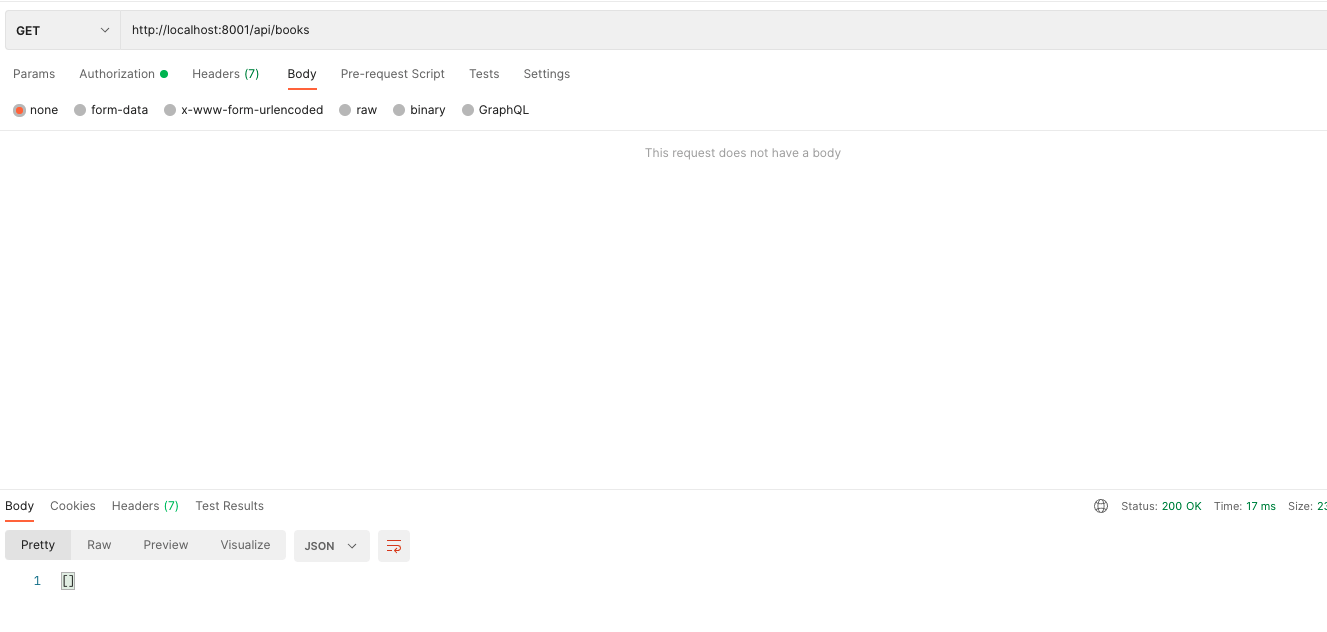 GET http://localhost:8001/api/books
Params Authorization Headers (7) Body Pre-request Script Tests Settings
none form-data x-www-form-urlencoded raw binary GraphQL
This request does not have a body
Body Cookies Headers (7) Test Results Status: 200 OK Time: 17 ms Size: 23
Pretty Raw Preview Visualize JSON
1 []